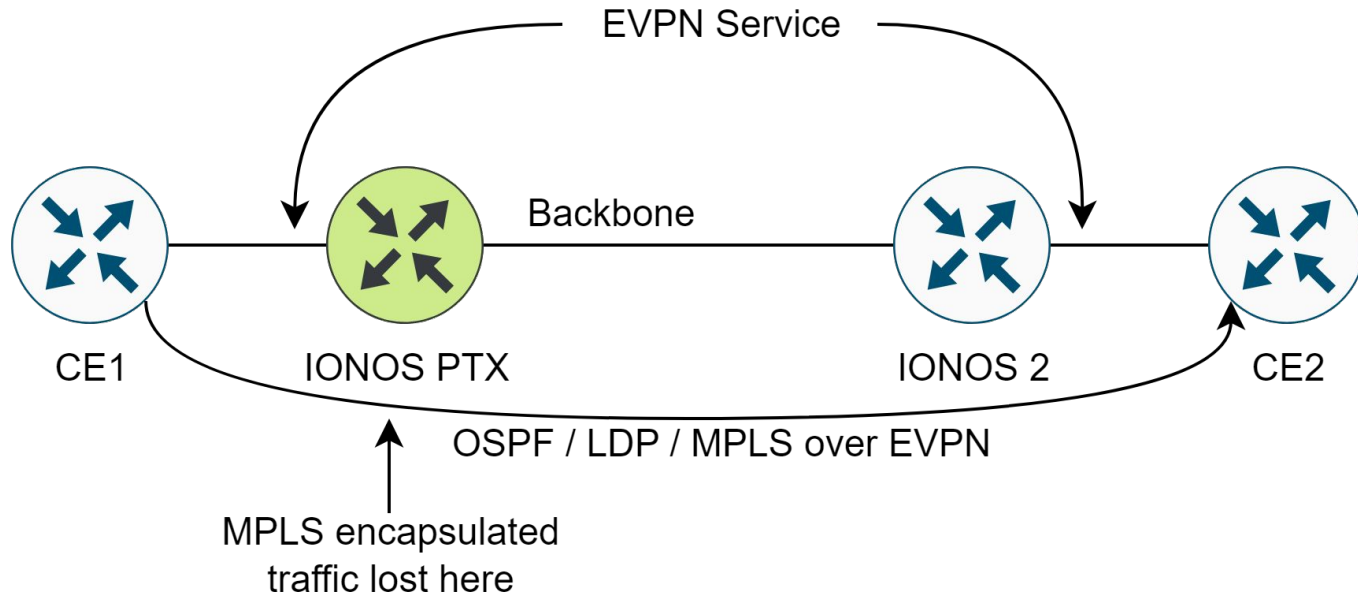 EVPN Service
Backbone
CE1
IONOS PTX
IONOS 2
CE2
OSPF / LDP / MPLS over EVPN
MPLS encapsulated
traffic lost here